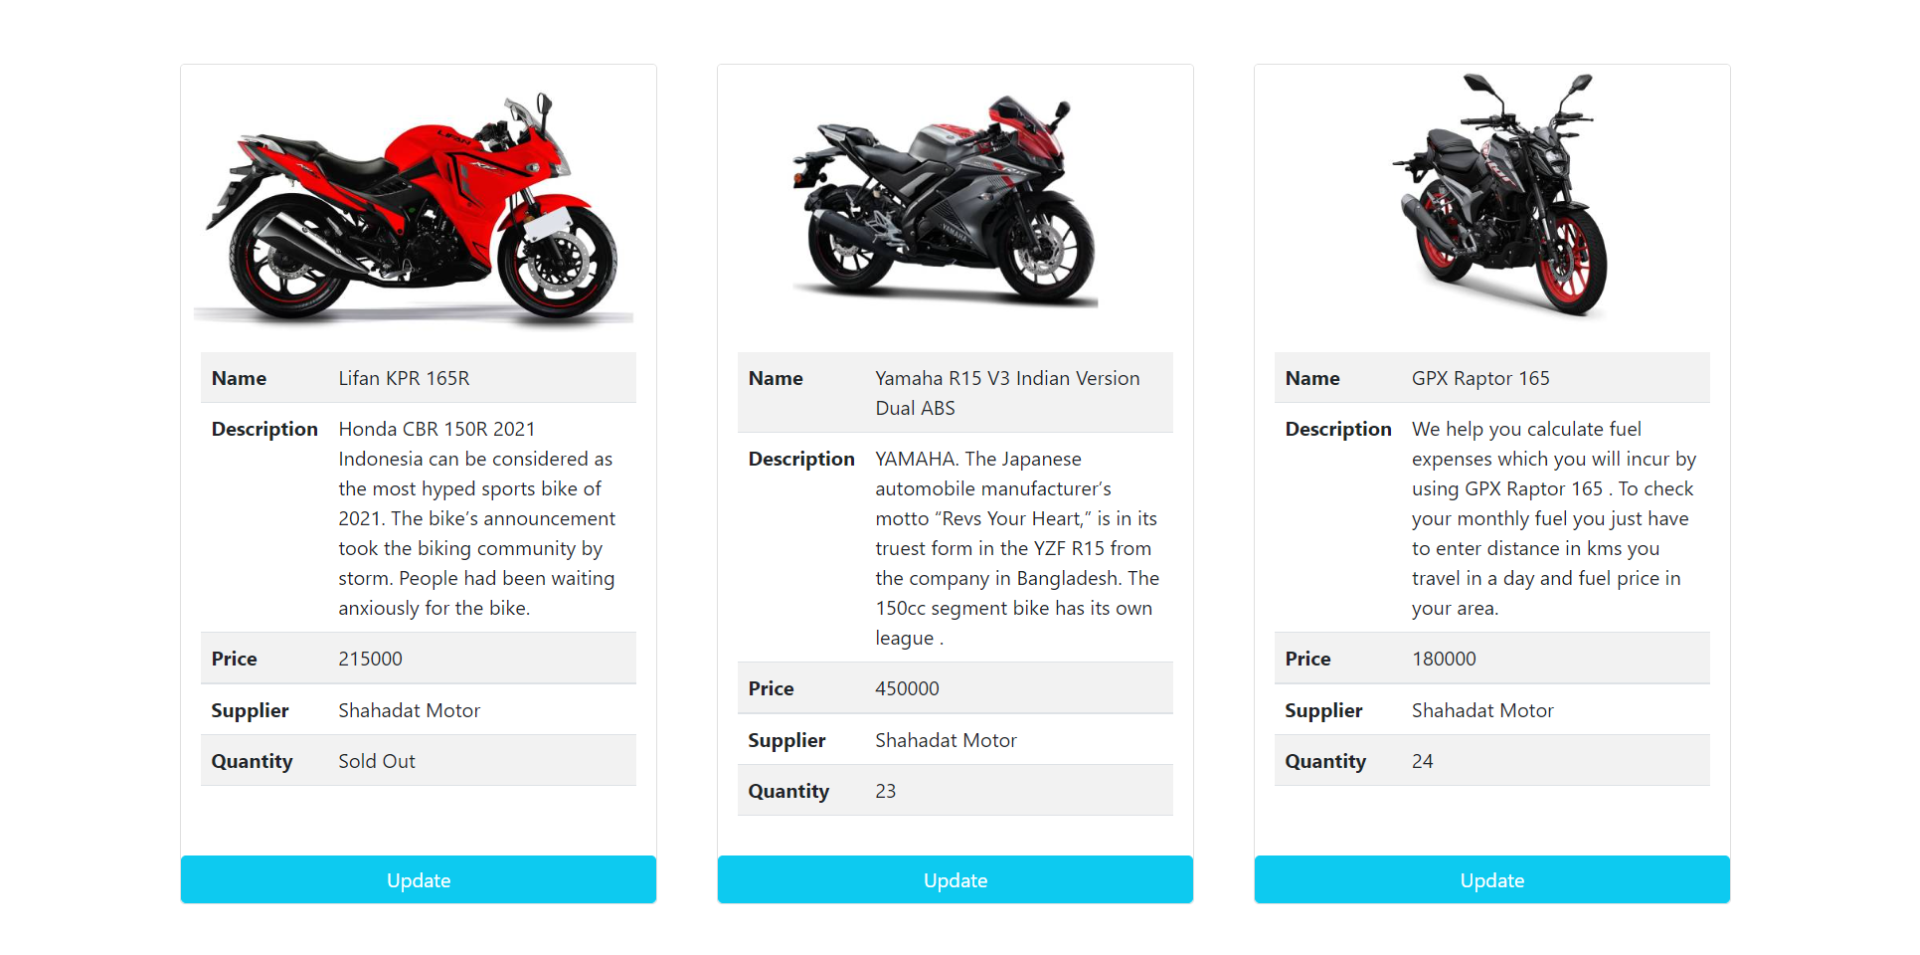 LIFAN
YAMAHA
Name Lifan KPR 165R
Description Honda CBR 150R 2021
Indonesia can be considered as
the most hyped sports bike of
2021. The bike’s announcement
took the biking community by
storm. People had been waiting
anxiously for the bike.
Price 215000
Supplier Shahadat Motor
Quantity Sold Out
Update
Name Yamaha R15 V3 Indian Version
Dual ABS
Description YAMAHA. The Japanese
automobile manufacturer’s
motto “Revs Your Heart,” is in its
truest form in the YZF R15 from
the company in Bangladesh. The
150cc segment bike has its own
league .
Price 450000
Supplier Shahadat Motor
Quantity 23
Update
Name GPX Raptor 165
Description We help you calculate fuel
expenses which you will incur by
using GPX Raptor 165 . To check
your monthly fuel you just have
to enter distance in kms you
travel in a day and fuel price in
your area.
Price 180000
Supplier Shahadat Motor
Quantity 24
Update